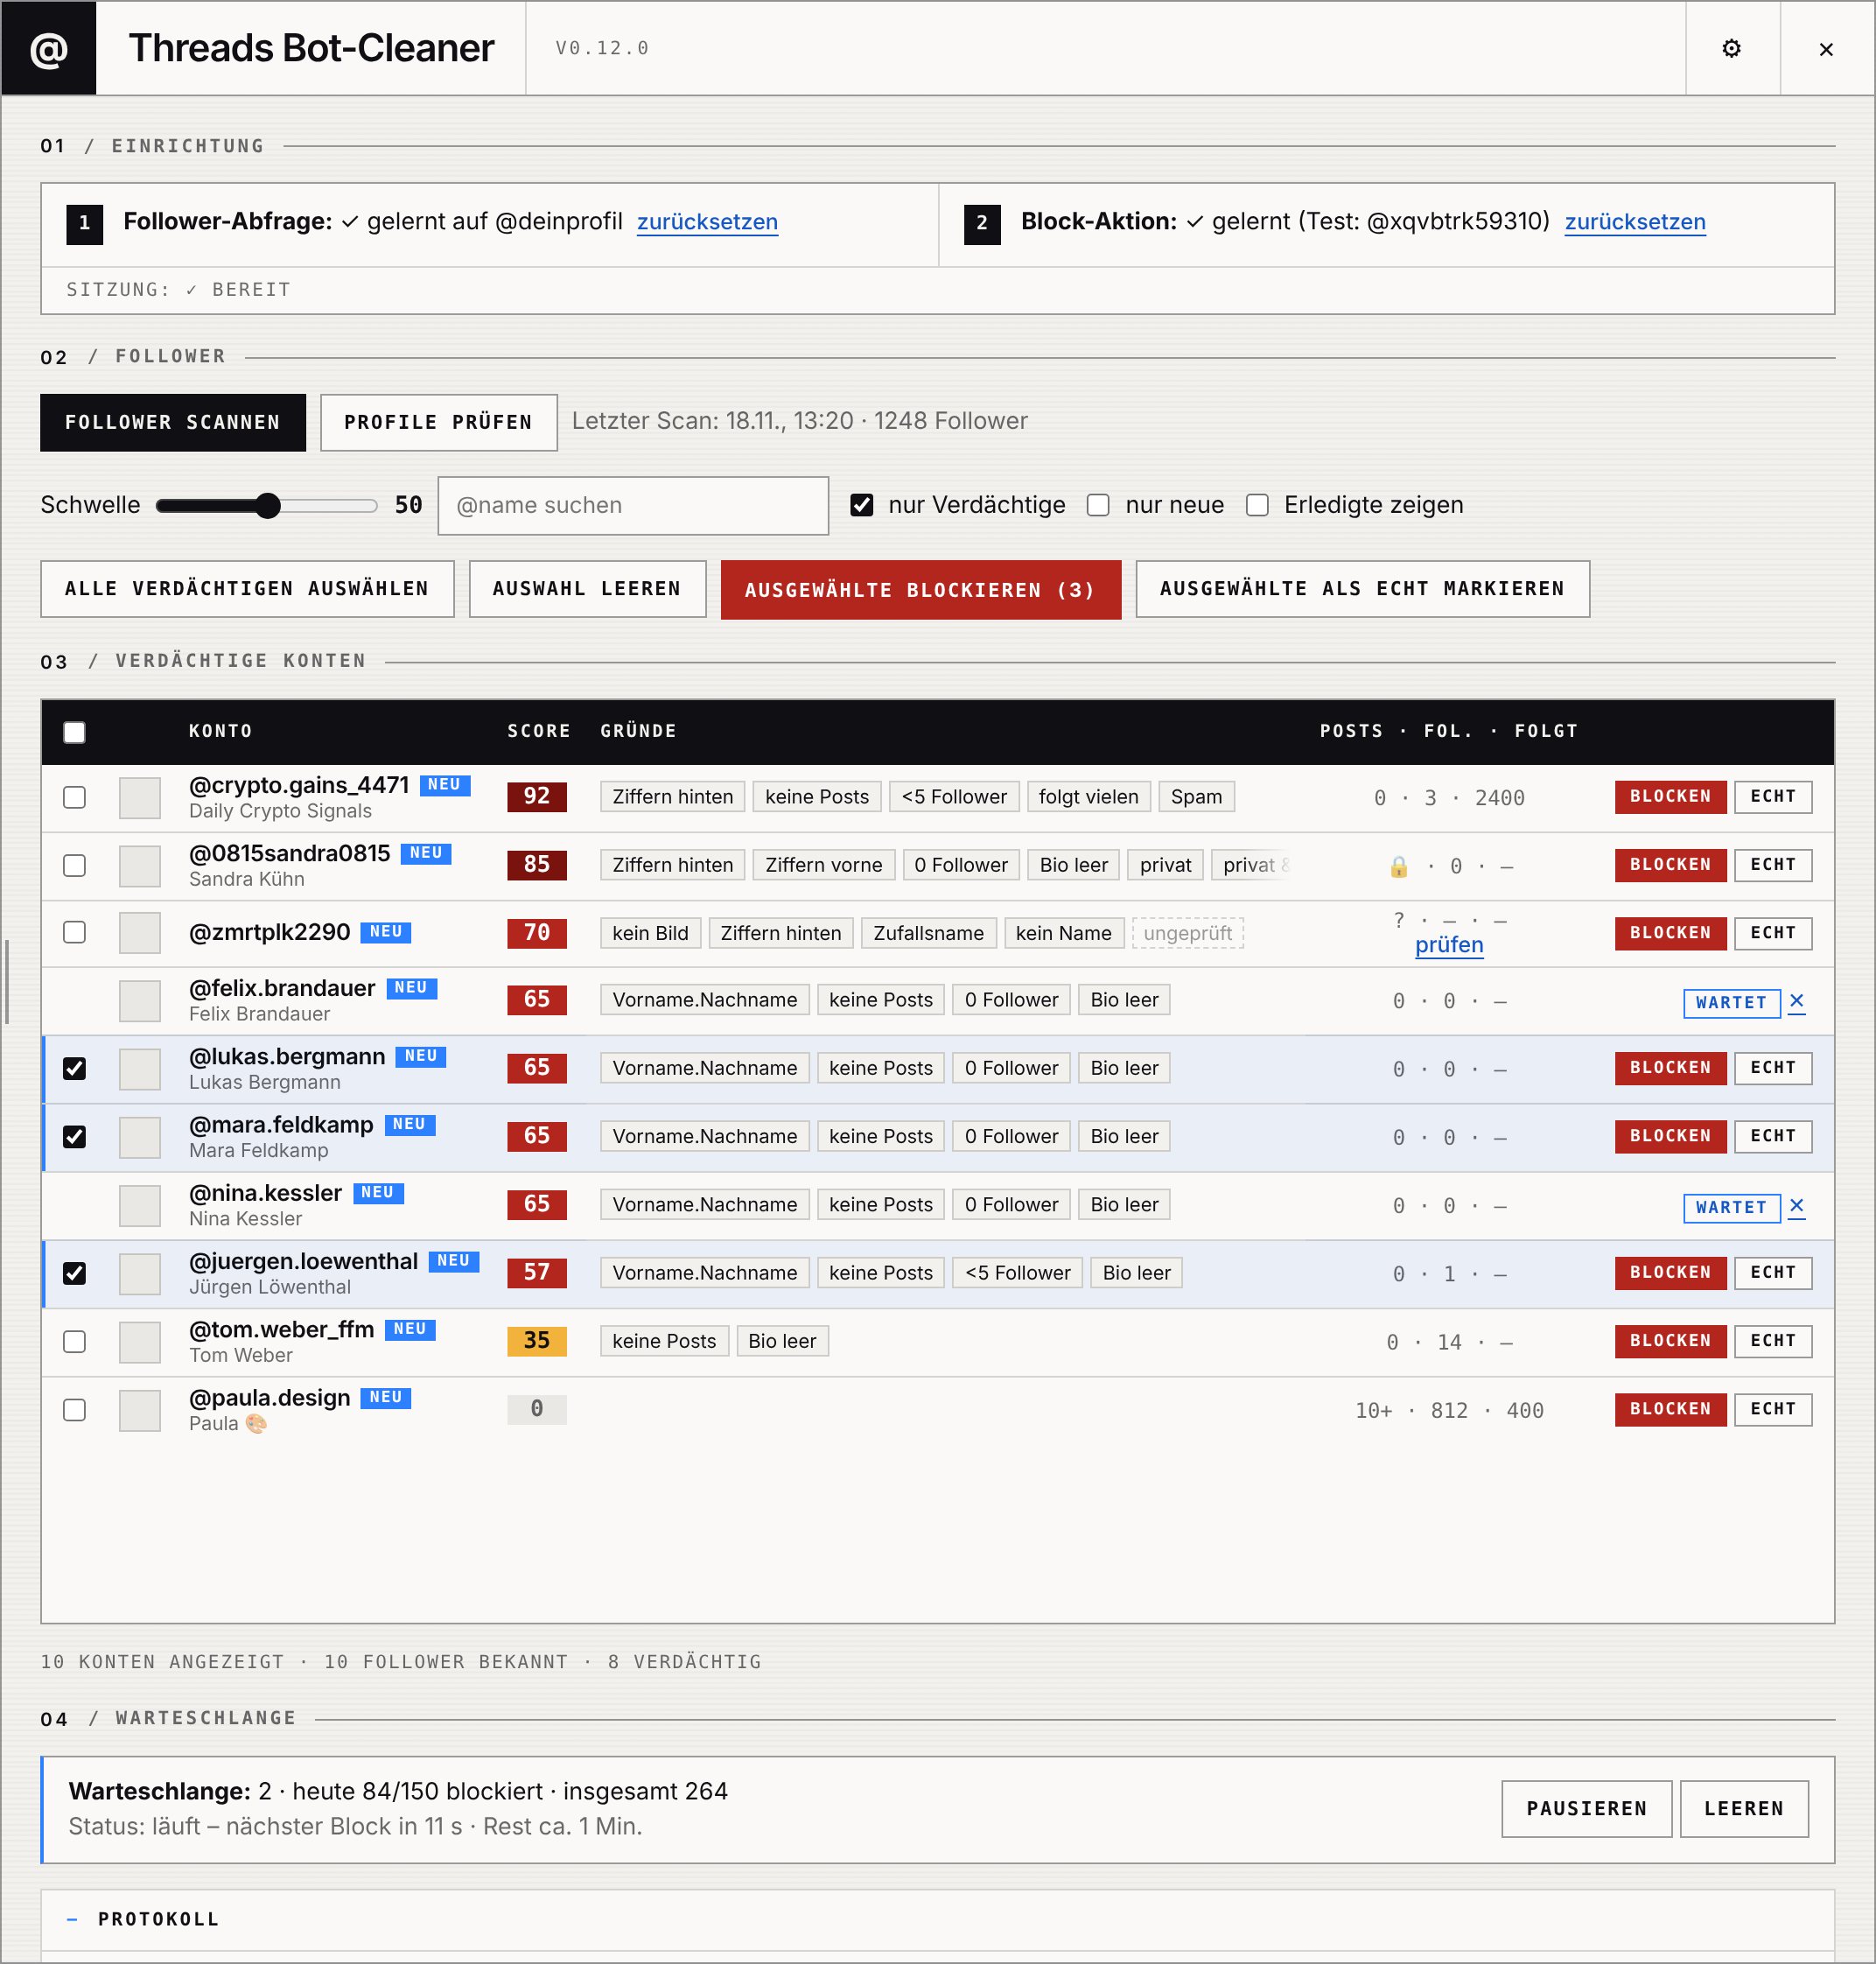 @ Threads Bot-Cleaner V0.12.0 ⚙ ×
01 / EINRICHTUNG
1 Follower-Abfrage: ✓ gelernt auf @deinprofil zurücksetzen
2 Block-Aktion: ✓ gelernt (Test: @xqvbtrk59310) zurücksetzen
SITZUNG: ✓ BEREIT
02 / FOLLOWER
FOLLOWER SCANNEN PROFILE PRÜFEN Letzter Scan: 18.11., 13:20 · 1248 Follower
Schwelle 50 @name suchen nur Verdächtige nur neue Erledigte zeigen
ALLE VERDÄCHTIGEN AUSWÄHLEN AUSWAHL LEEREN AUSGEWÄHLTE BLOCKIEREN (3) AUSGEWÄHLTE ALS ECHT MARKIEREN
03 / VERDÄCHTIGE KONTEN
KONTO SCORE GRÜNDE POSTS · FOL. · FOLGT
@crypto.gains_4471 NEU 92 Ziffern hinten keine Posts <5 Follower folgt vielen Spam 0 · 3 · 2400 BLOCKEN ECHT
Daily Crypto Signals
@0815sandra0815 NEU 85 Ziffern hinten Ziffern vorne 0 Follower Bio leer privat privat & 🔒 · 0 · – BLOCKEN ECHT
Sandra Kühn
@zmrtplk2290 NEU 70 kein Bild Ziffern hinten Zufallsname kein Name ungeprüft ? · – · – BLOCKEN ECHT
prüfen
@felix.brandauer NEU 65 Vorname.Nachname keine Posts 0 Follower Bio leer 0 · 0 · – WARTET ×
Felix Brandauer
@lukas.bergmann NEU 65 Vorname.Nachname keine Posts 0 Follower Bio leer 0 · 0 · – BLOCKEN ECHT
Lukas Bergmann
@mara.feldkamp NEU 65 Vorname.Nachname keine Posts 0 Follower Bio leer 0 · 0 · – BLOCKEN ECHT
Mara Feldkamp
@nina.kessler NEU 65 Vorname.Nachname keine Posts 0 Follower Bio leer 0 · 0 · – WARTET ×
Nina Kessler
@juergen.loewenthal NEU 57 Vorname.Nachname keine Posts <5 Follower Bio leer 0 · 1 · – BLOCKEN ECHT
Jürgen Löwenthal
@tom.weber_ffm NEU 35 keine Posts Bio leer 0 · 14 · – BLOCKEN ECHT
Tom Weber
@paula.design NEU 0 10+ · 812 · 400 BLOCKEN ECHT
Paula 🎨
10 KONTEN ANGEZEIGT · 10 FOLLOWER BEKANNT · 8 VERDÄCHTIG
04 / WARTESCHLANGE
Warteschlange: 2 · heute 84/150 blockiert · insgesamt 264
Status: läuft – nächster Block in 11 s · Rest ca. 1 Min.
PAUSIEREN LEEREN
– PROTOKOLL